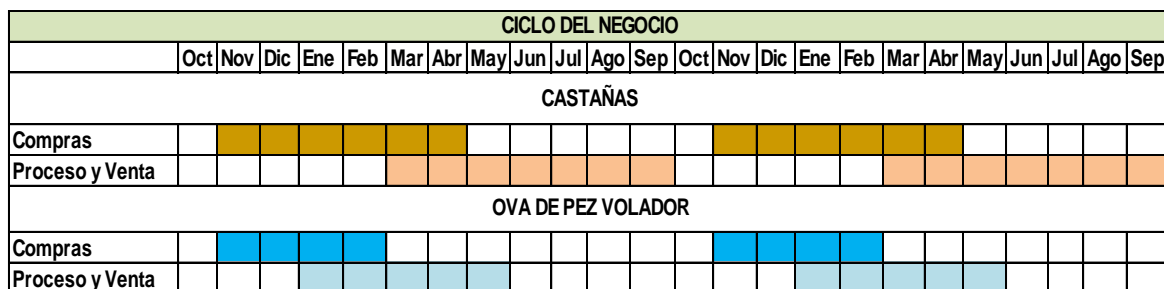 CICLO DEL NEGOCIO
Oct Nov Dic Ene Feb Mar Abr May Jun Jul Ago Sep Oct Nov Dic Ene Feb Mar Abr May Jun Jul Ago Sep
CASTAÑAS
Compras
Proceso y Venta
OVA DE PEZ VOLADOR
Compras
Proceso y Venta